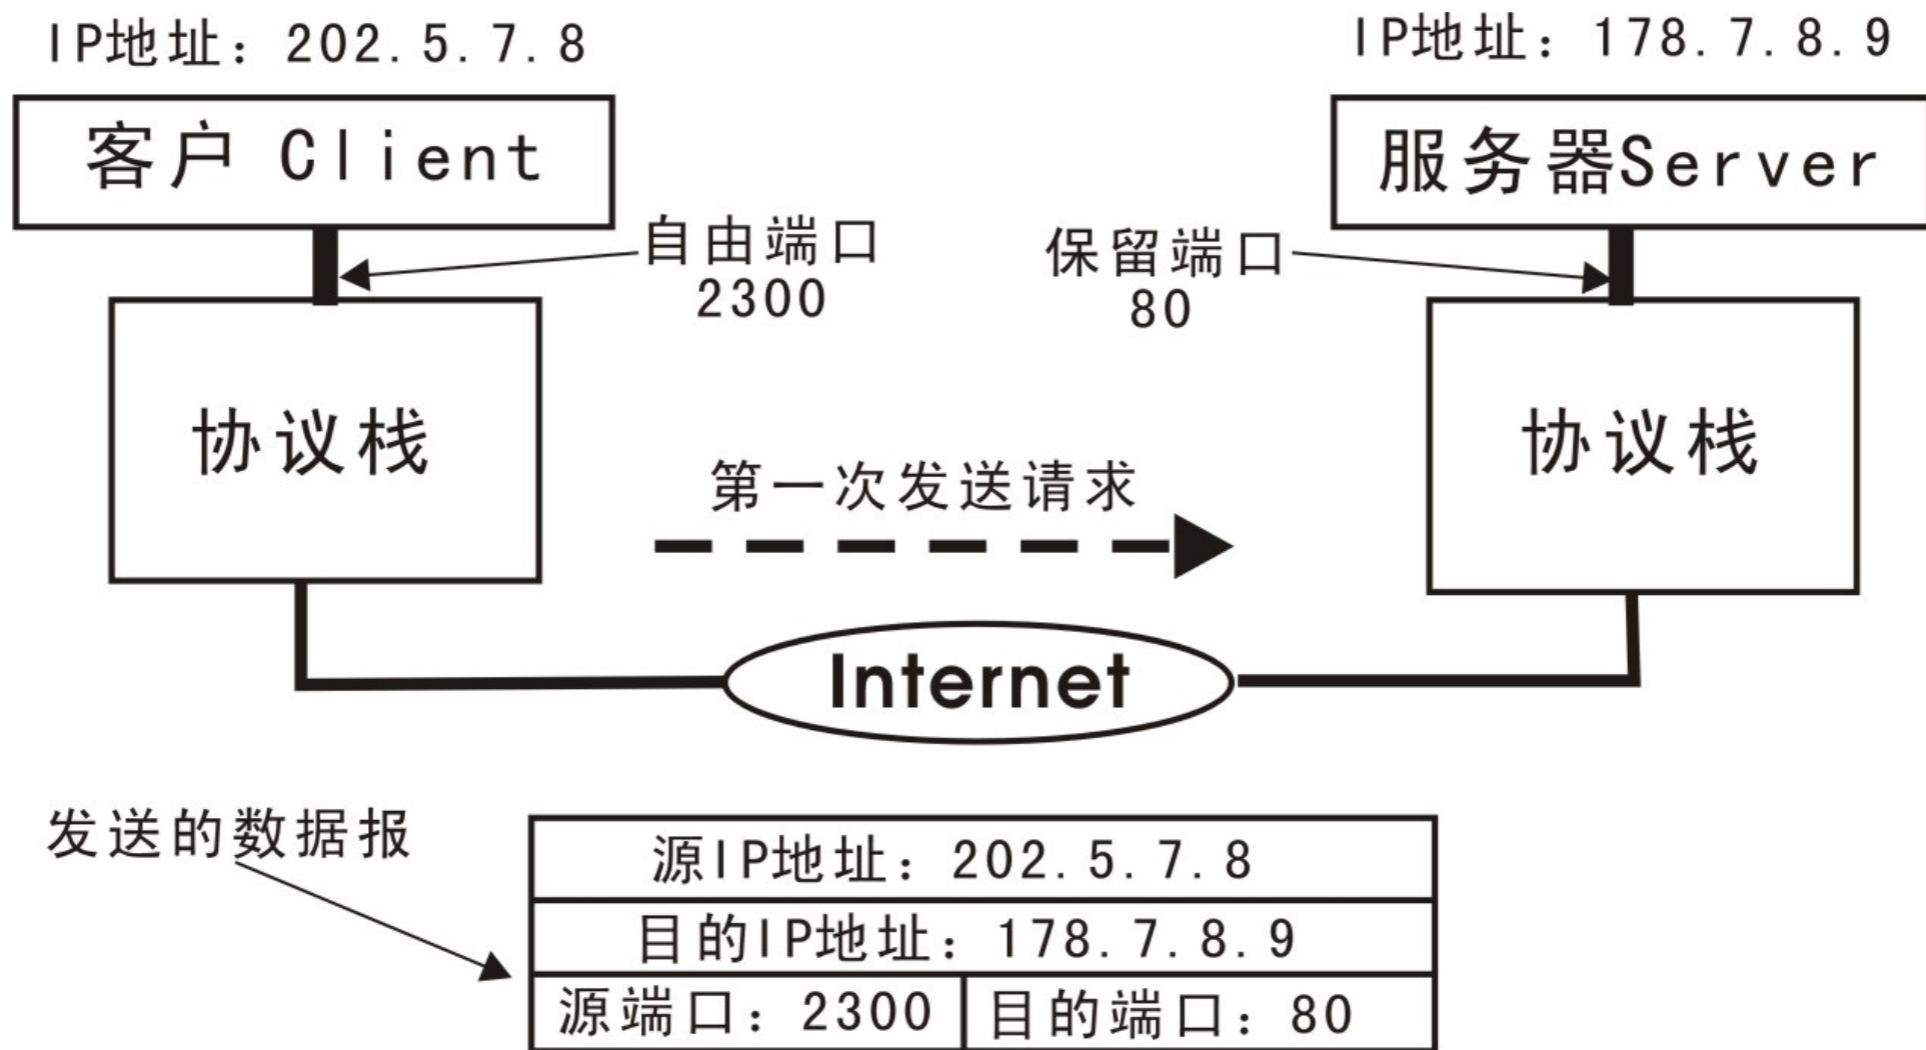 IP地址：202.5.7.8
IP地址：178.7.8.9
客户 Client
服务器Server
自由端口
2300
保留端口
80
协议栈
协议栈
第一次发送请求
Internet
发送的数据报
源IP地址：202.5.7.8
目的IP地址：178.7.8.9
源端口：2300
目的端口：80